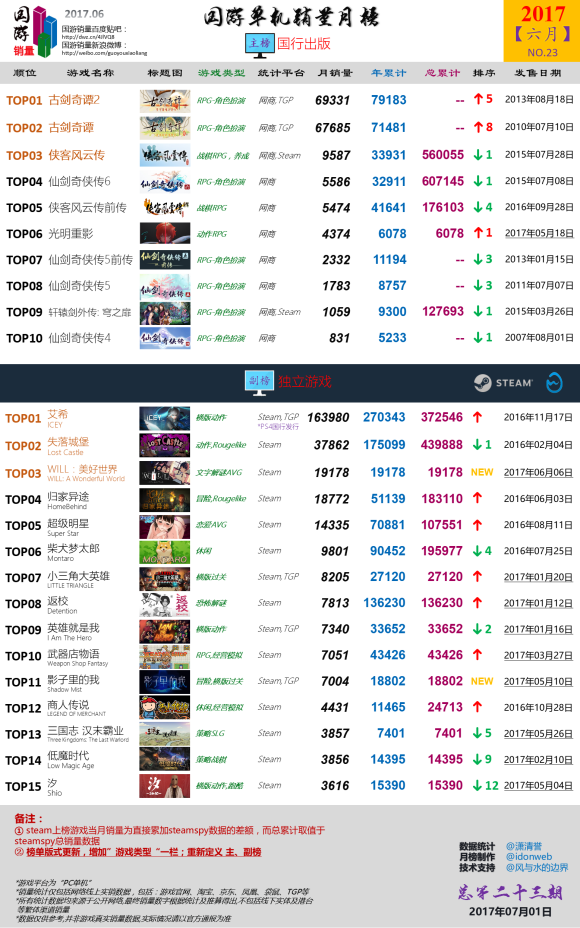 国游销量
2017.06
国游销量百度贴吧：
http://dwz.cn/4UVQ8
国游销量新浪微博：
http://weibo.com/guoyouxiaoliang
国游单机销量月榜
主榜 国行出版
2017
【六月】
NO.23
顺位 游戏名称 标题图 游戏类型 统计平台 月销量 年累计 总累计 排序 发售日期
TOP01 古剑奇谭2 RPG-角色扮演 网商,TGP 69331 79183 -- ↑5 2013年08月18日
TOP02 古剑奇谭 RPG-角色扮演 网商,TGP 67685 71481 -- ↑8 2010年07月10日
TOP03 侠客风云传 战棋RPG，养成 网商,Steam 9587 33931 560055 ↓1 2015年07月28日
TOP04 仙剑奇侠传6 RPG-角色扮演 网商 5586 32911 607145 ↓1 2015年07月08日
TOP05 侠客风云传前传 战棋RPG 网商 5474 41641 176103 ↓4 2016年09月28日
TOP06 光明重影 动作RPG 网商 4374 6078 6078 ↑1 2017年05月18日
TOP07 仙剑奇侠传5前传 RPG-角色扮演 网商 2332 11194 -- ↓3 2013年01月15日
TOP08 仙剑奇侠传5 RPG-角色扮演 网商 1783 8757 -- ↓3 2011年07月07日
TOP09 轩辕剑外传: 穹之扉 RPG-角色扮演 网商,Steam 1059 9300 127693 ↓1 2015年03月26日
TOP10 仙剑奇侠传4 RPG-角色扮演 网商 831 5233 -- ↓1 2007年08月01日
副榜 独立游戏 STEAM
TOP01 艾希 ICEY 横版动作 Steam,TGP *PS4国行发行 163980 270343 372546 ↑ 2016年11月17日
TOP02 失落城堡 Lost Castle 动作,Rougelike Steam 37862 175099 439888 ↓1 2016年02月04日
TOP03 WILL：美好世界 WILL: A Wonderful World 文字解谜AVG Steam 19178 19178 19178 NEW 2017年06月06日
TOP04 归家异途 HomeBehind 冒险,Rougelike Steam 18772 51139 183110 ↑ 2016年06月03日
TOP05 超级明星 Super Star 恋爱AVG Steam 14335 70881 107551 ↑ 2016年08月11日
TOP06 柴犬梦太郎 Montaro 休闲 Steam 9801 90452 195977 ↓4 2016年07月25日
TOP07 小三角大英雄 LITTLE TRIANGLE 横版过关 Steam,TGP 8205 27120 27120 ↑ 2017年01月20日
TOP08 返校 Detention 恐怖解谜 Steam 7813 136230 136230 ↑ 2017年01月12日
TOP09 英雄就是我 I Am The Hero 横版动作 Steam,TGP 7340 33652 33652 ↓2 2017年01月16日
TOP10 武器店物语 Weapon Shop Fantasy RPG,经营模拟 Steam 7051 43426 43426 ↑ 2017年03月27日
TOP11 影子里的我 Shadow Mist 冒险,横版过关 Steam,TGP 7004 18802 18802 NEW 2017年05月10日
TOP12 商人传说 LEGEND OF MERCHANT 休闲,经营模拟 Steam 4431 11465 24713 ↑ 2016年10月28日
TOP13 三国志 汉末霸业 Three Kingdoms: The Last Warlord 策略SLG Steam 3857 7401 7401 ↓5 2017年05月26日
TOP14 低魔时代 Low Magic Age 策略战棋 Steam 3856 14395 14395 ↓9 2017年02月10日
TOP15 汐 Shio 横版动作,跑酷 Steam 3616 15390 15390 ↓12 2017年05月04日
备注：
① steam上榜游戏当月销量为直接累加steamspy数据的差额，而总累计取值于
steamspy总销量数据
② 榜单版式更新，增加”游戏类型“一栏；重新定义 主、副榜
*游戏平台为“PC单机”
*销量统计仅包括网络线上实销数据，包括：游戏官网、淘宝、京东、凤凰、袋鼠、TGP等
*所有统计数据均来源于公开网络,最终销量数字根据统计及推算得出,不包括线下实体及港台
等繁体渠道销量
*数据仅供参考,并非游戏真实销量数据,实际情况请以官方通报为准
数据统计 @潇清誉
月榜制作 @idonweb
技术支持 @风与水的边界
总第二十三期
2017年07月01日